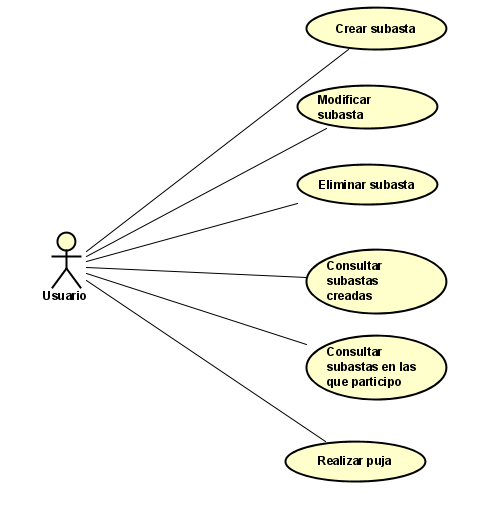 Crear subasta
Modificar
subasta
Eliminar subasta
Usuario
Consultar
subastas
creadas
Consultar
subastas en las
que participo
Realizar puja